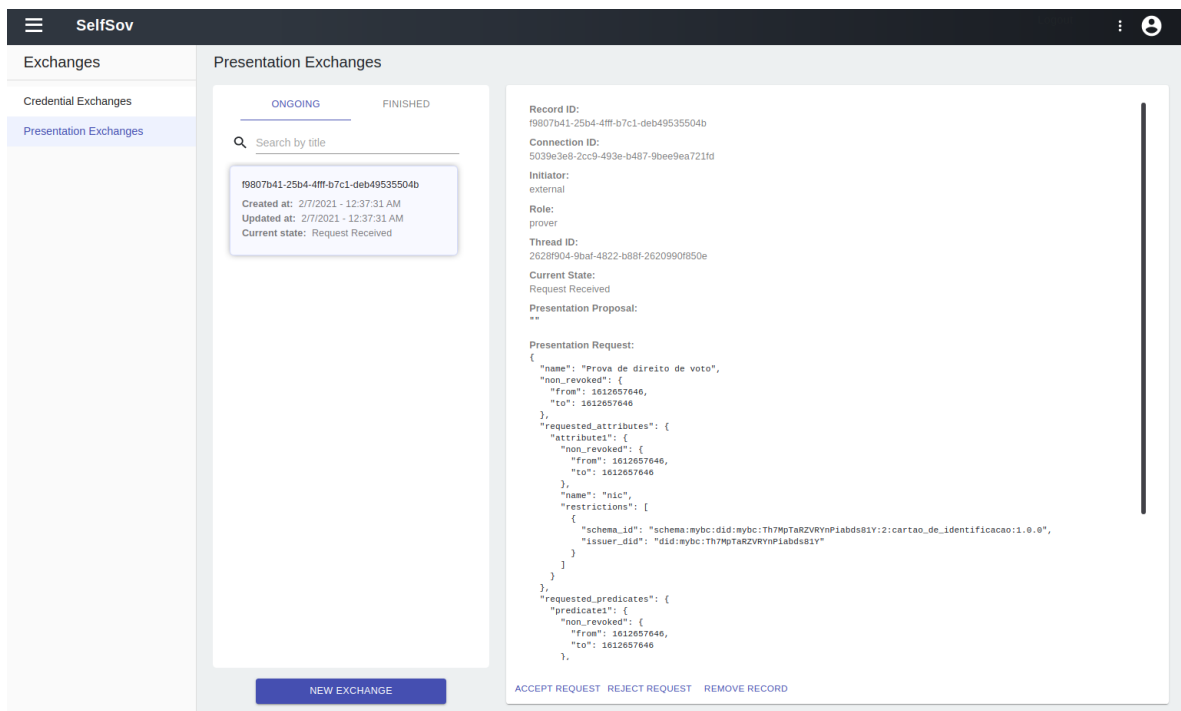 SelfSov
Exchanges
Credential Exchanges
Presentation Exchanges
Presentation Exchanges
ONGOING
FINISHED
Search by title
f9807b41-25b4-4fff-b7c1-deb49535504b
Created at: 2/7/2021 - 12:37:31 AM
Updated at: 2/7/2021 - 12:37:31 AM
Current state: Request Received
NEW EXCHANGE
Record ID:
f9807b41-25b4-4fff-b7c1-deb49535504b
Connection ID:
5039e3e8-2cc9-493e-b487-9bee9ea721fd
Initiator:
external
Role:
prover
Thread ID:
2628f904-9baf-4822-b88f-2620990f850e
Current State:
Request Received
Presentation Proposal:
""
Presentation Request:
{
  "name": "Prova de direito de voto",
  "non_revoked": {
    "from": 1612657646,
    "to": 1612657646
  },
  "requested_attributes": {
    "attribute1": {
      "non_revoked": {
        "from": 1612657646,
        "to": 1612657646
      },
      "name": "nic",
      "restrictions": [
        {
          "schema_id": "schema:mybc:did:mybc:Th7MpTaRZVRYnPiabds81Y:2:cartao_de_identificacao:1.0.0",
          "issuer_did": "did:mybc:Th7MpTaRZVRYnPiabds81Y"
        }
      ]
    }
  },
  "requested_predicates": {
    "predicate1": {
      "non_revoked": {
        "from": 1612657646,
        "to": 1612657646
      },
ACCEPT REQUEST REJECT REQUEST REMOVE RECORD